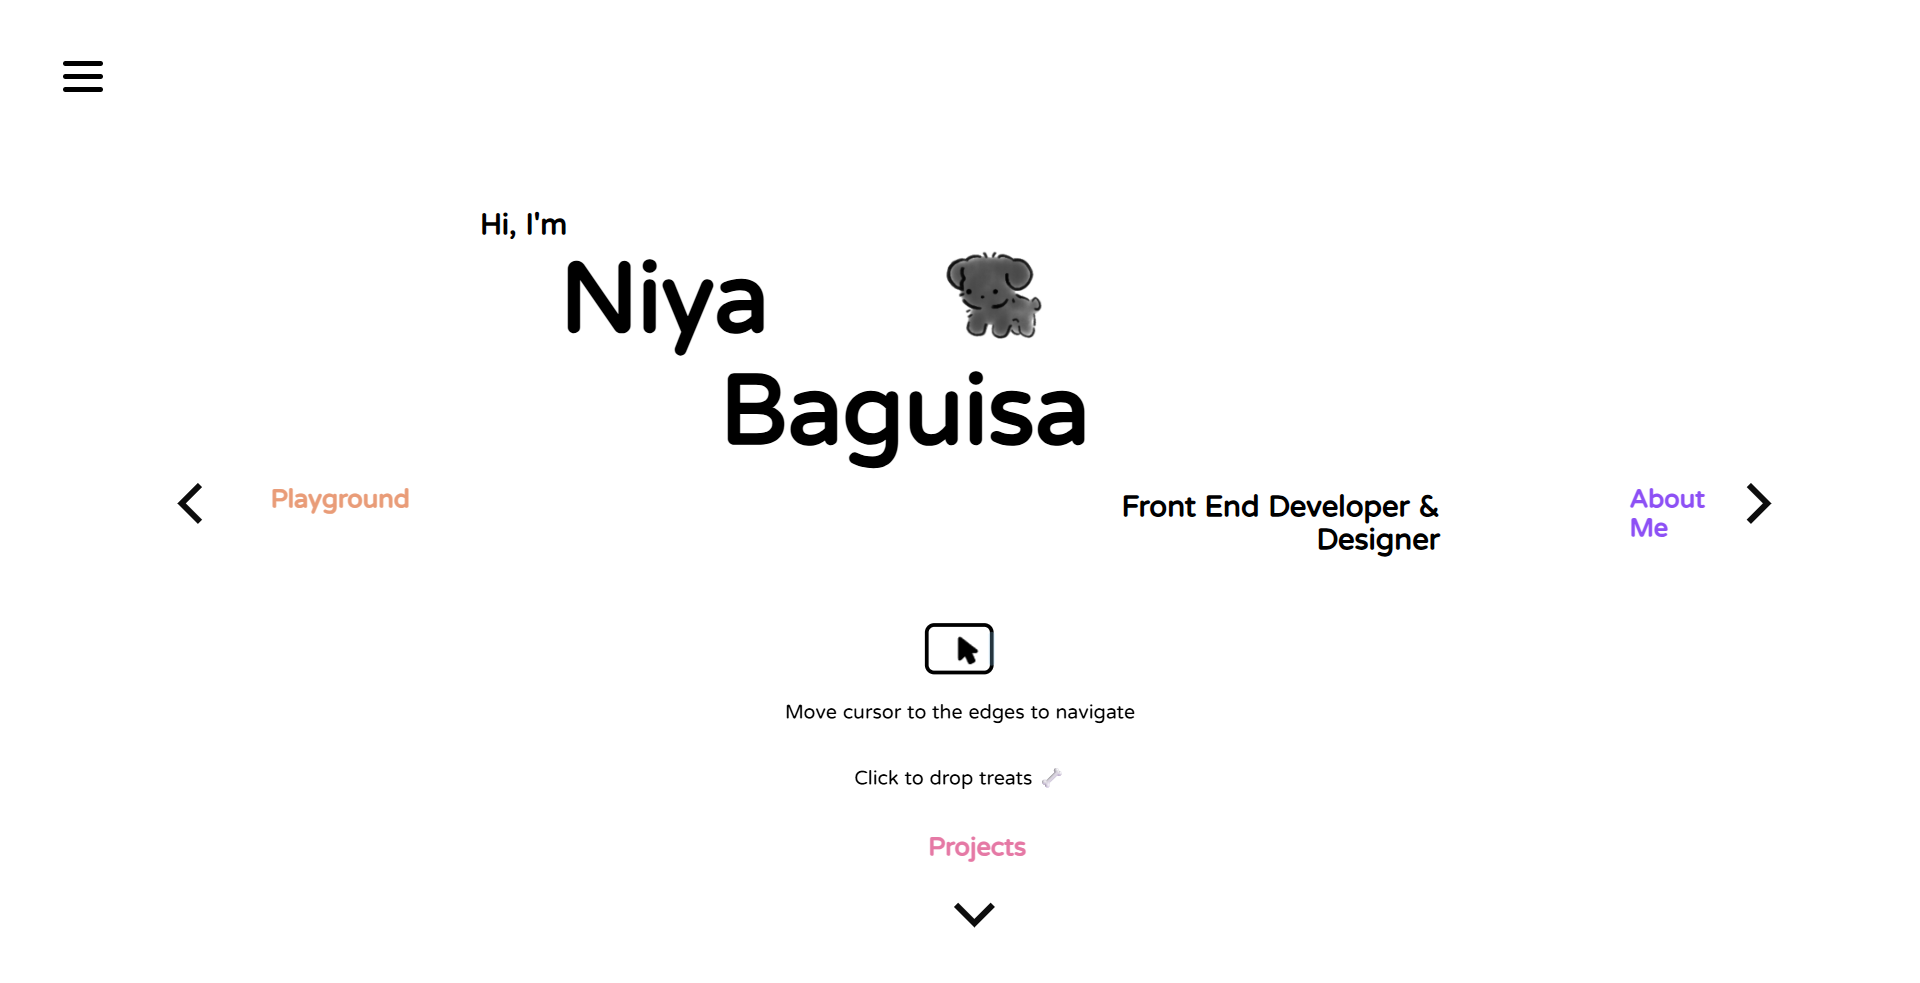 Hi, I'm
Niya
Baguisa
Playground
Front End Developer &
Designer
About
Me
Move cursor to the edges to navigate
Click to drop treats 🦴
Projects